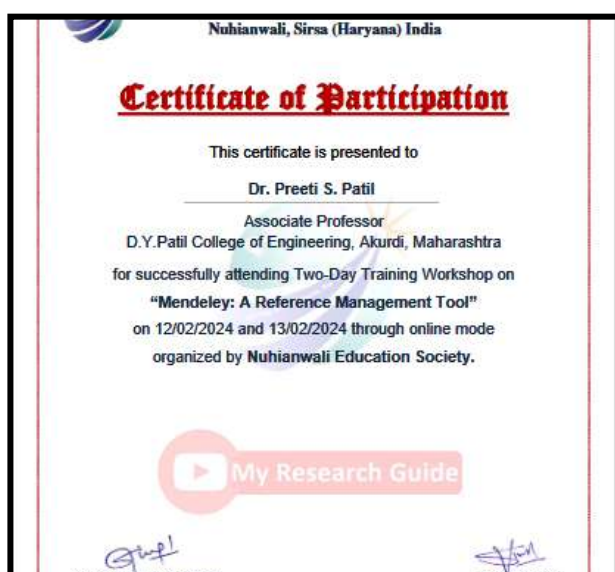 Nuhianwali, Sirsa (Haryana) India
Certificate of Participation
This certificate is presented to
Dr. Preeti S. Patil
Associate Professor
D.Y.Patil College of Engineering, Akurdi, Maharashtra
for successfully attending Two-Day Training Workshop on
“Mendeley: A Reference Management Tool”
on 12/02/2024 and 13/02/2024 through online mode
organized by Nuhianwali Education Society.
My Research Guide